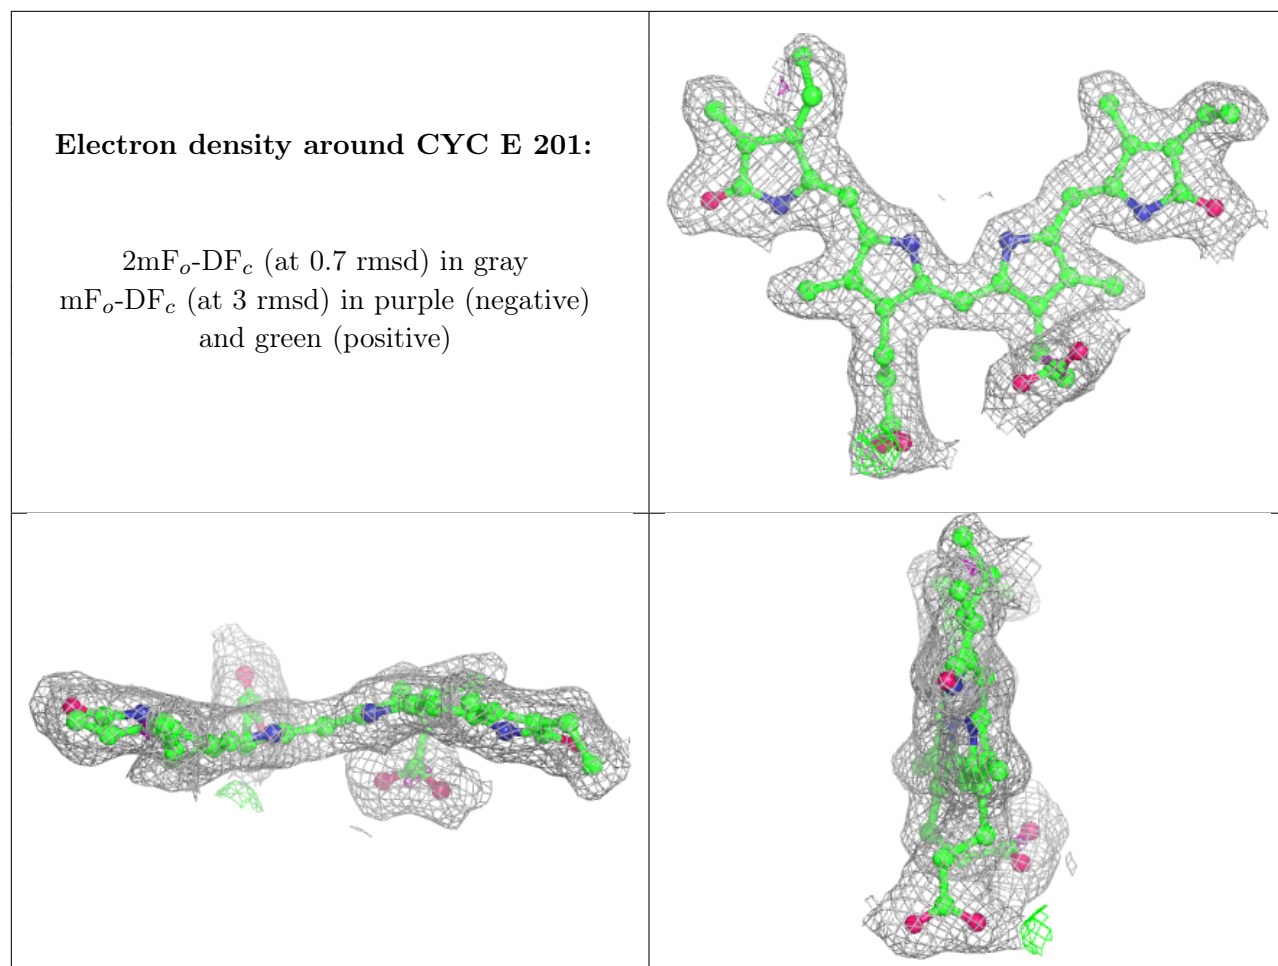 Electron density around CYC E 201:
2mFo-DFc (at 0.7 rmsd) in gray
mFo-DFc (at 3 rmsd) in purple (negative)
and green (positive)